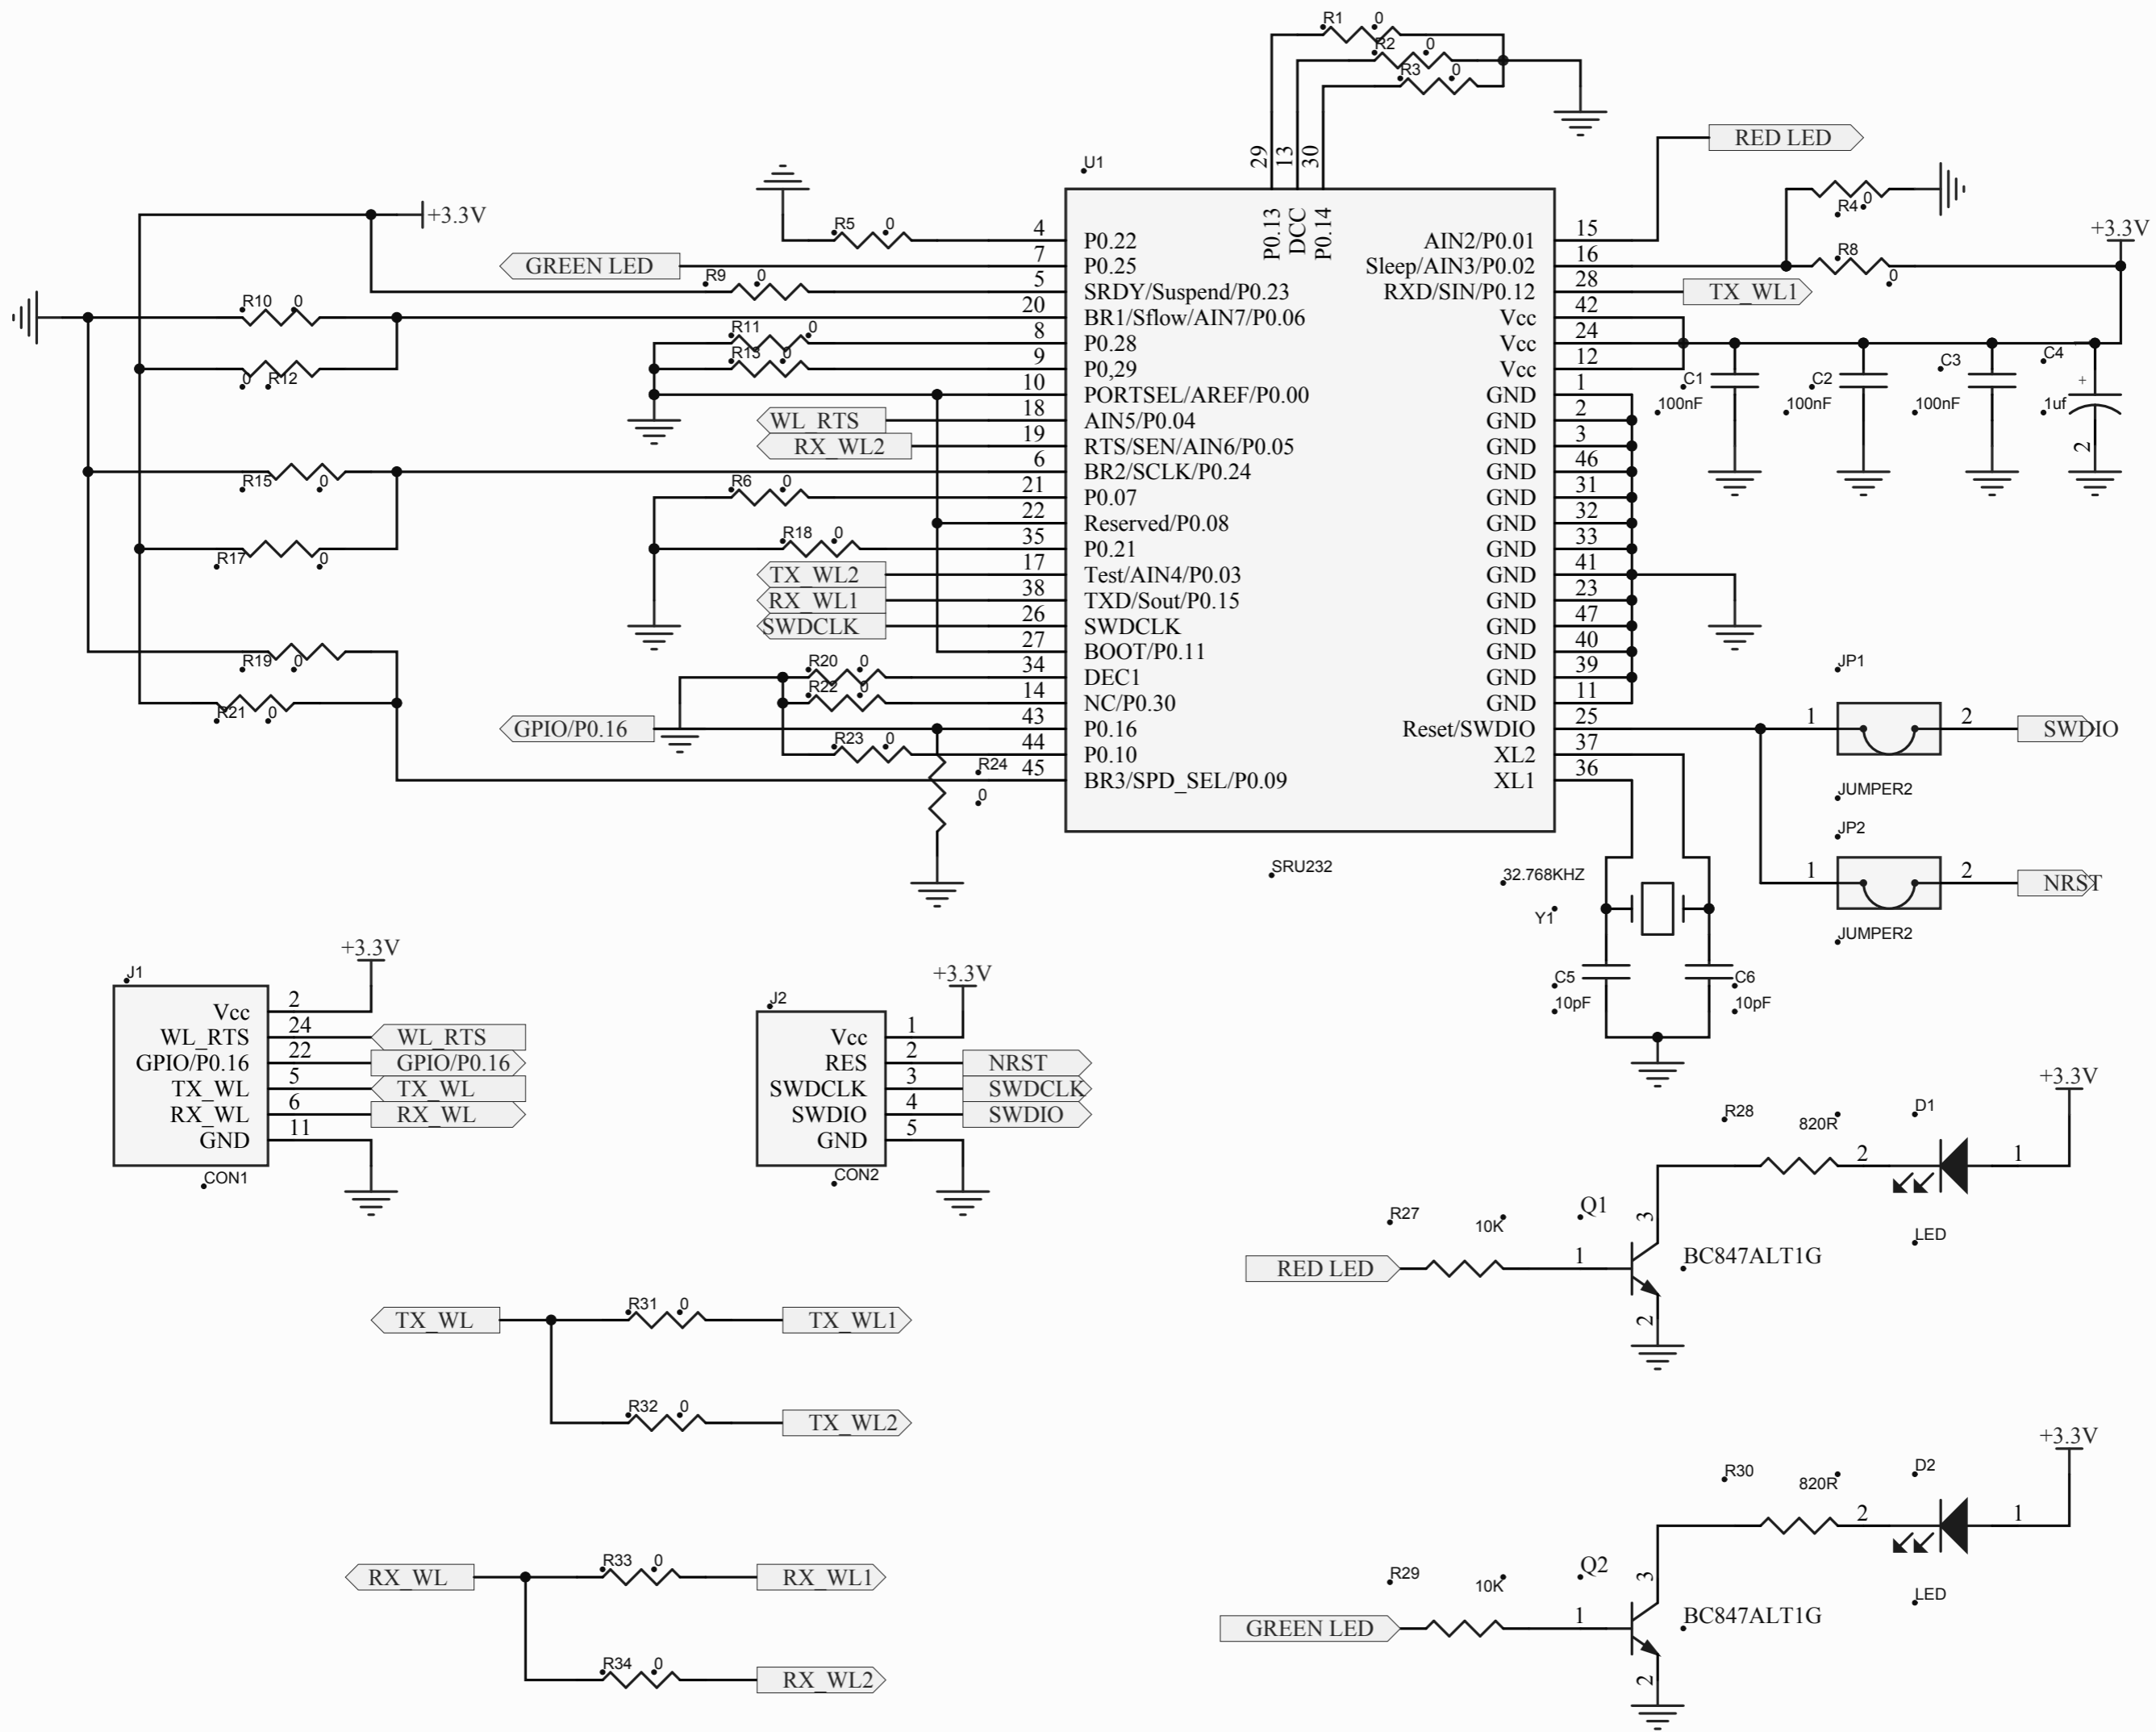 R1 0
R2 0
R3 0
29 13 30
RED LED
U1
P0.13 DCC P0.14
R4 0
+3.3V
R8
0
+3.3V
R5 0
GREEN LED
R9 0
R10 0
0 R12
R11 0
R13 0
WL_RTS
RX_WL2
R15 0
R6 0
R17 0
R18 0
TX_WL2
RX_WL1
SWDCLK
R19 0
R20 0
R21 0
R22 0
GPIO/P0.16
R23 0
R24
0
4 P0.22
7 P0.25
5 SRDY/Suspend/P0.23
20 BR1/Sflow/AIN7/P0.06
8 P0.28
9 P0,29
10 PORTSEL/AREF/P0.00
18 AIN5/P0.04
19 RTS/SEN/AIN6/P0.05
6 BR2/SCLK/P0.24
21 P0.07
22 Reserved/P0.08
35 P0.21
17 Test/AIN4/P0.03
38 TXD/Sout/P0.15
26 SWDCLK
27 BOOT/P0.11
34 DEC1
14 NC/P0.30
43 P0.16
44 P0.10
45 BR3/SPD_SEL/P0.09
AIN2/P0.01 15
Sleep/AIN3/P0.02 16
RXD/SIN/P0.12 28
TX_WL1
Vcc 42
Vcc 24
Vcc 12
GND 1
GND 2
GND 3
GND 46
GND 31
GND 32
GND 33
GND 41
GND 23
GND 47
GND 40
GND 39
GND 11
Reset/SWDIO 25
XL2 37
XL1 36
SRU232
C1
100nF
C2
100nF
C3
100nF
C4
+
1uf
2
JP1
1 2 SWDIO
JUMPER2
JP2
1 2 NRST
JUMPER2
32.768KHZ
Y1
C5
10pF
C6
10pF
+3.3V
J1
Vcc 2
WL_RTS 24 WL_RTS
GPIO/P0.16 22 GPIO/P0.16
TX_WL 5 TX_WL
RX_WL 6 RX_WL
GND 11
CON1
+3.3V
J2
Vcc 1
RES 2 NRST
SWDCLK 3 SWDCLK
SWDIO 4 SWDIO
GND 5
CON2
+3.3V
R28 820R D1
2 1
LED
R27 10K Q1
3
RED LED 1
BC847ALT1G
2
TX_WL R31 0 TX_WL1
R32 0 TX_WL2
+3.3V
R30 820R D2
2 1
LED
R29 10K Q2
3
GREEN LED 1
BC847ALT1G
2
RX_WL R33 0 RX_WL1
R34 0 RX_WL2